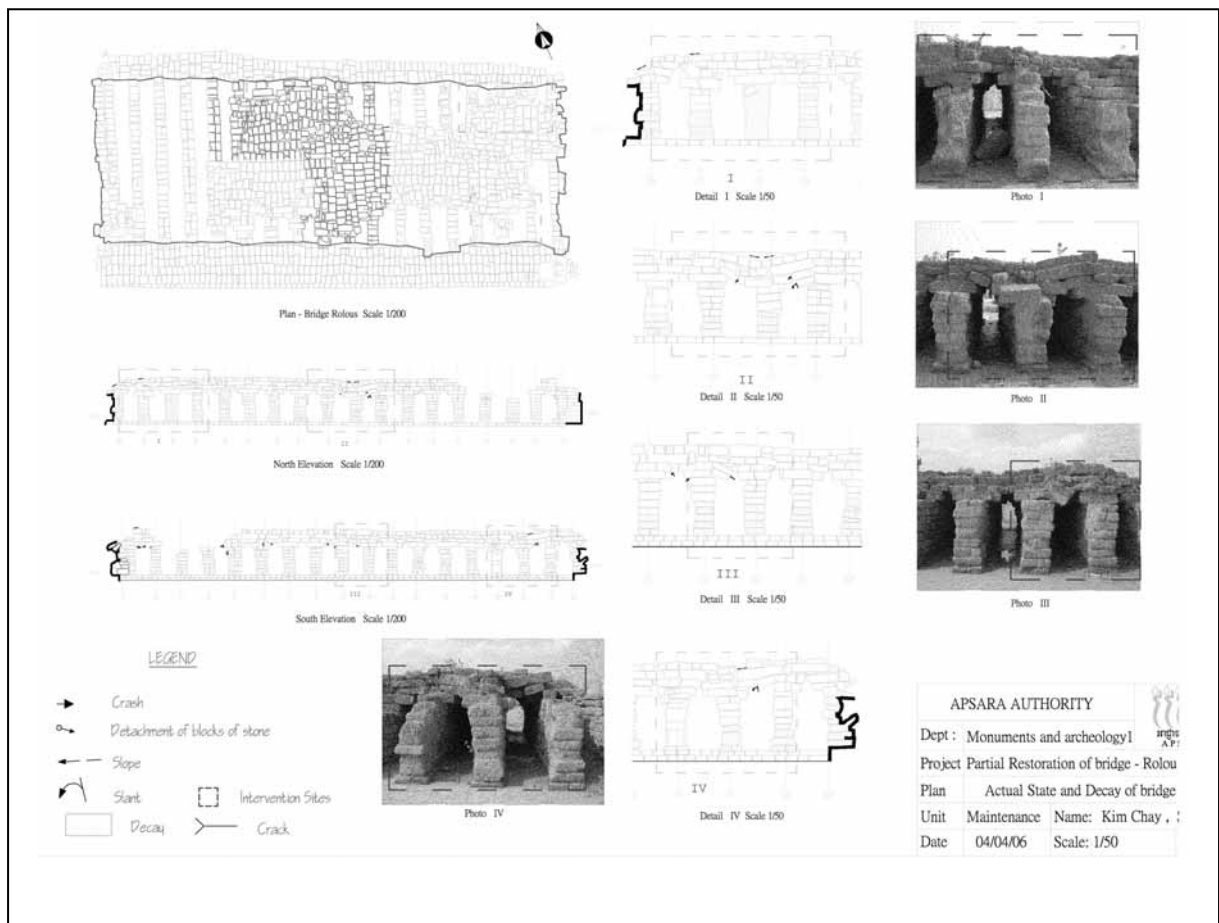 Plan - Bridge Rolous Scale 1/200
I
II
North Elevation Scale 1/200
III
IV
South Elevation Scale 1/200
I
Detail I Scale 1/50
II
Detail II Scale 1/50
III
Detail III Scale 1/50
IV
Detail IV Scale 1/50
Photo I
Photo II
Photo III
Photo IV
LEGEND
Crash
Detachment of blocks of stone
Slope
Slant
Intervention Sites
Decay
Crack
APSARA AUTHORITY
Dept : Monuments and archeology1
Project Partial Restoration of bridge - Rolou
Plan Actual State and Decay of bridge
Unit Maintenance Name: Kim Chay ,
Date 04/04/06 Scale: 1/50